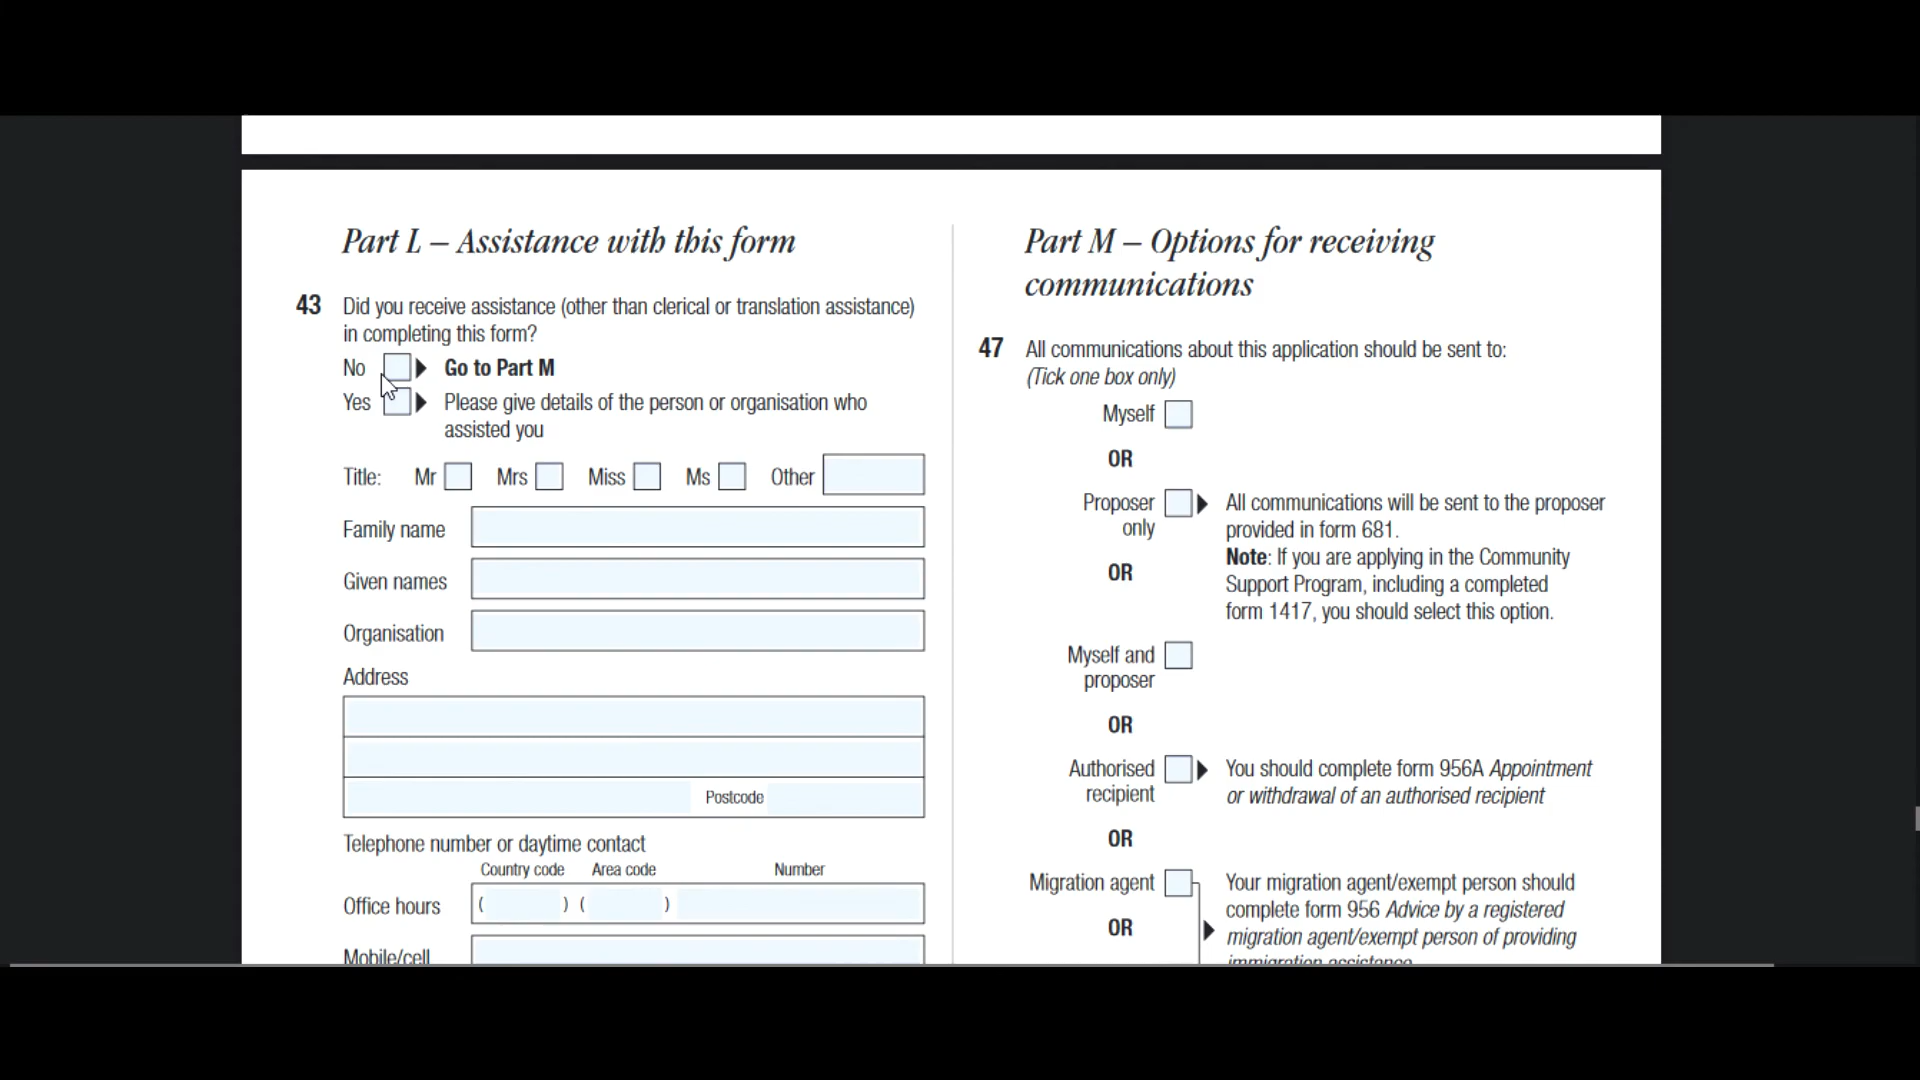 Part L – Assistance with this form
43 Did you receive assistance (other than clerical or translation assistance)
in completing this form?
No Go to Part M
Yes Please give details of the person or organisation who
assisted you
Title: Mr Mrs Miss Ms Other
Family name
Given names
Organisation
Address
Postcode
Telephone number or daytime contact
Country code Area code Number
Office hours ( ) ( )
Mobile/cell
Part M – Options for receiving
communications
47 All communications about this application should be sent to:
(Tick one box only)
Myself
OR
Proposer
only
All communications will be sent to the proposer
provided in form 681.
Note: If you are applying in the Community
Support Program, including a completed
form 1417, you should select this option.
OR
Myself and
proposer
OR
Authorised
recipient
You should complete form 956A Appointment
or withdrawal of an authorised recipient
OR
Migration agent
OR
Your migration agent/exempt person should
complete form 956 Advice by a registered
migration agent/exempt person of providing
immigration assistance